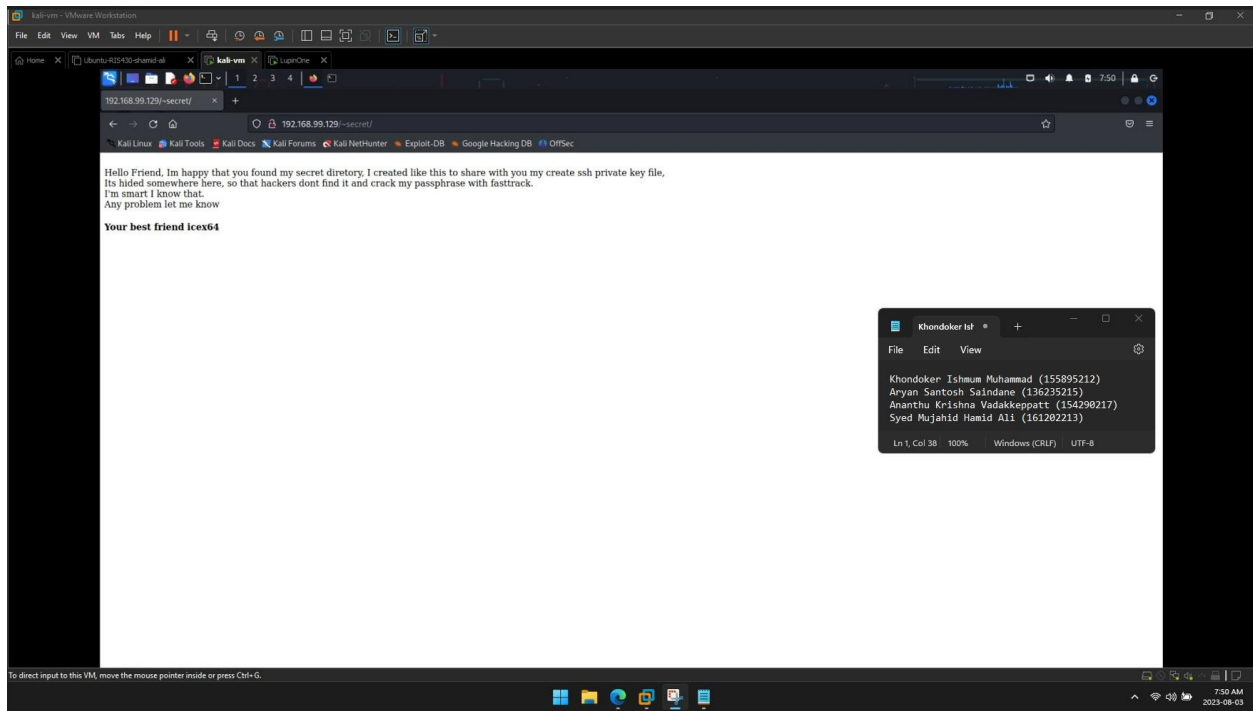 kali-vm - VMware Workstation
File Edit View VM Tabs Help
Home Ubuntu-RIS430-shamid-ali kali-vm LupinOne
1 2 3 4 7:50
192.168.99.129/~secret/
192.168.99.129/~secret/
Kali Linux Kali Tools Kali Docs Kali Forums Kali NetHunter Exploit-DB Google Hacking DB OffSec
Hello Friend, Im happy that you found my secret diretory, I created like this to share with you my create ssh private key file,
Its hided somewhere here, so that hackers dont find it and crack my passphrase with fasttrack.
I'm smart I know that.
Any problem let me know
Your best friend icex64
Khondoker Ish
File Edit View
Khondoker Ishmum Muhammad (155895212)
Aryan Santosh Saindane (136235215)
Ananthu Krishna Vadakkeppatt (154290217)
Syed Mujahid Hamid Ali (161202213)
Ln 1, Col 38 100% Windows (CRLF) UTF-8
To direct input to this VM, move the mouse pointer inside or press Ctrl+G.
7:50 AM
2023-08-03